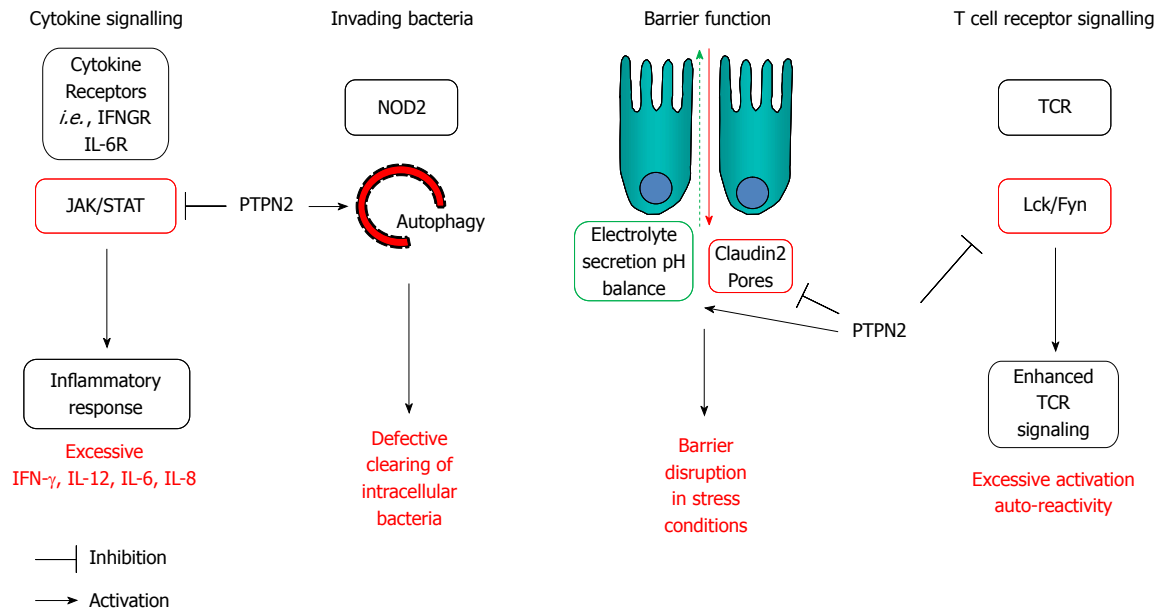 Cytokine signalling
Cytokine
Receptors
i.e., IFNGR
IL-6R
JAK/STAT
PTPN2
Inflammatory
response
Excessive
IFN-γ, IL-12, IL-6, IL-8
Inhibition
Activation
Invading bacteria
NOD2
Autophagy
Defective
clearing of
intracellular
bacteria
Barrier function
Electrolyte
secretion pH
balance
Claudin2
Pores
PTPN2
Barrier
disruption
in stress
conditions
T cell receptor signalling
TCR
Lck/Fyn
Enhanced
TCR
signaling
Excessive activation
auto-reactivity